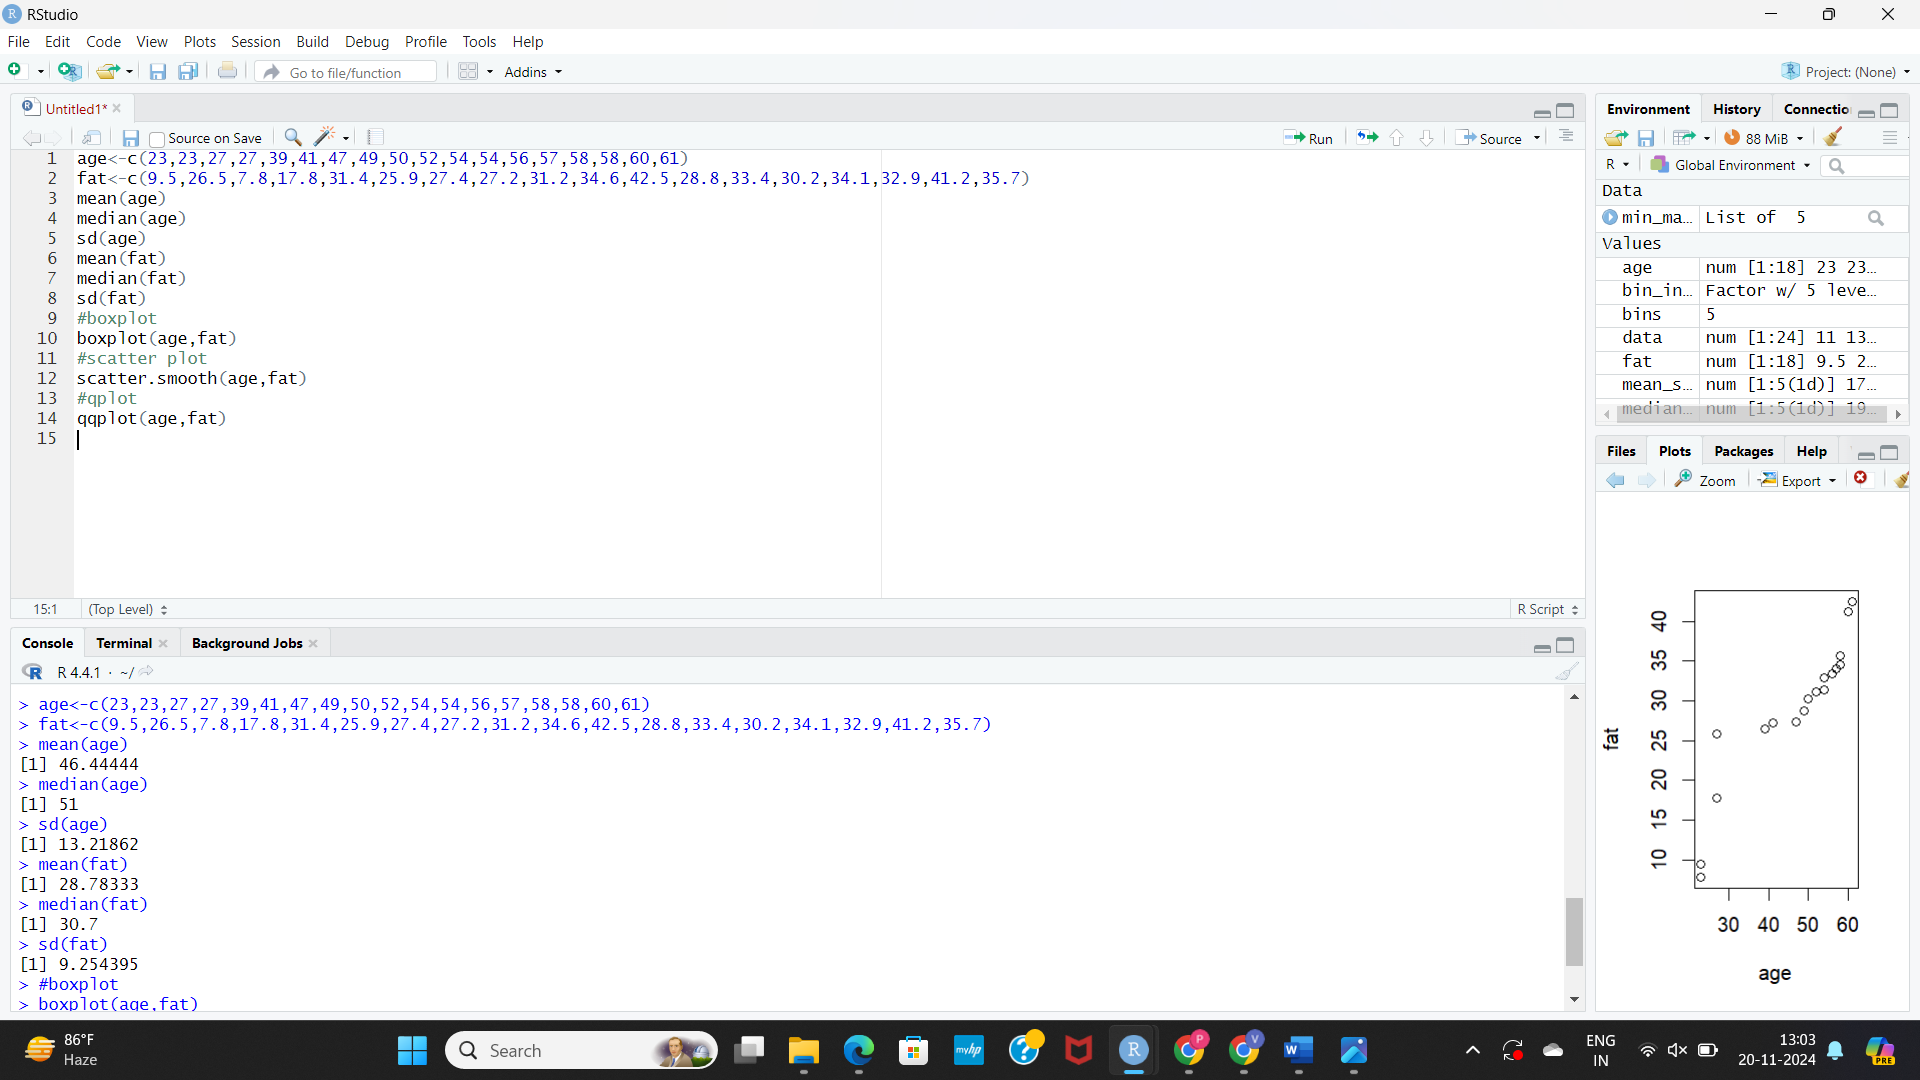 RStudio
File Edit Code View Plots Session Build Debug Profile Tools Help
Go to file/function Addins Project: (None)
Untitled1*
Source on Save Run Source
1 age<-c(23,23,27,27,39,41,47,49,50,52,54,54,56,57,58,58,60,61)
2 fat<-c(9.5,26.5,7.8,17.8,31.4,25.9,27.4,27.2,31.2,34.6,42.5,28.8,33.4,30.2,34.1,32.9,41.2,35.7)
3 mean(age)
4 median(age)
5 sd(age)
6 mean(fat)
7 median(fat)
8 sd(fat)
9 #boxplot
10 boxplot(age,fat)
11 #scatter plot
12 scatter.smooth(age,fat)
13 #qplot
14 qqplot(age,fat)
15
15:1 (Top Level) R Script
Console Terminal Background Jobs
R 4.4.1 · ~/
> age<-c(23,23,27,27,39,41,47,49,50,52,54,54,56,57,58,58,60,61)
> fat<-c(9.5,26.5,7.8,17.8,31.4,25.9,27.4,27.2,31.2,34.6,42.5,28.8,33.4,30.2,34.1,32.9,41.2,35.7)
> mean(age)
[1] 46.44444
> median(age)
[1] 51
> sd(age)
[1] 13.21862
> mean(fat)
[1] 28.78333
> median(fat)
[1] 30.7
> sd(fat)
[1] 9.254395
> #boxplot
> boxplot(age,fat)
Environment History Connectio
88 MiB
R Global Environment
Data
min_ma… List of 5
Values
age num [1:18] 23 23…
bin_in… Factor w/ 5 leve…
bins 5
data num [1:24] 11 13…
fat num [1:18] 9.5 2…
mean_s… num [1:5(1d)] 17…
median… num [1:5(1d)] 19…
Files Plots Packages Help
Zoom Export
fat
40
35
30
25
20
15
10
30 40 50 60
age
86°F
Haze
Search
myhp
P
V
W
PRE
ENG
IN
13:03
20-11-2024